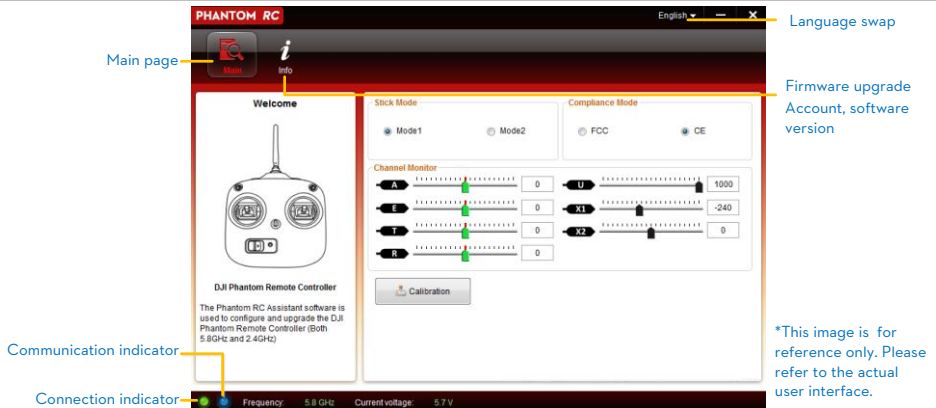 PHANTOM RC
English
Language swap
Main page
Main
Info
Firmware upgrade
Account, software
version
Welcome
DJI Phantom Remote Controller
The Phantom RC Assistant software is
used to configure and upgrade the DJI
Phantom Remote Controller (Both
5.8GHz and 2.4GHz)
Stick Mode
Mode1
Mode2
Compliance Mode
FCC
CE
Channel Monitor
A 0
U 1000
E 0
X1 -240
T 0
X2 0
R 0
Calibration
*This image is for
reference only. Please
refer to the actual
user interface.
Communication indicator
Connection indicator
Frequency: 5.8 GHz Current voltage: 5.7 V